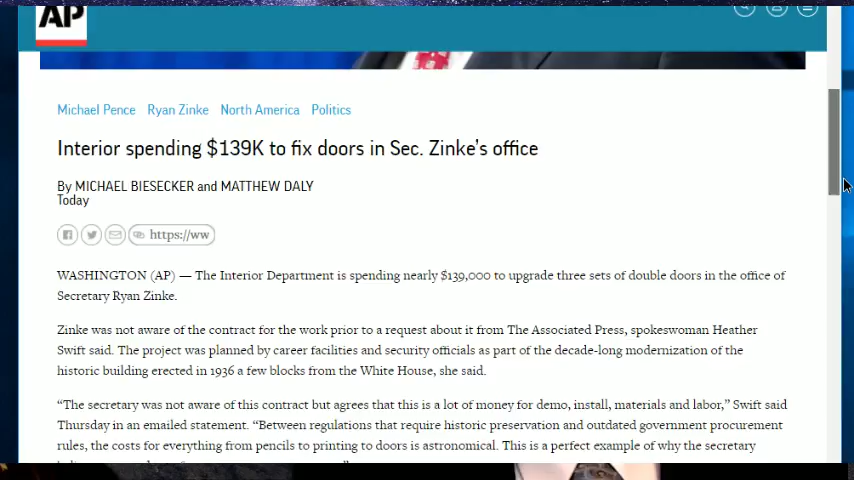 AP
Michael Pence Ryan Zinke North America Politics
Interior spending $139K to fix doors in Sec. Zinke's office
By MICHAEL BIESECKER and MATTHEW DALY
Today
https://ww
WASHINGTON (AP) — The Interior Department is spending nearly $139,000 to upgrade three sets of double doors in the office of
Secretary Ryan Zinke.
Zinke was not aware of the contract for the work prior to a request about it from The Associated Press, spokeswoman Heather
Swift said. The project was planned by career facilities and security officials as part of the decade-long modernization of the
historic building erected in 1936 a few blocks from the White House, she said.
“The secretary was not aware of this contract but agrees that this is a lot of money for demo, install, materials and labor,” Swift said
Thursday in an emailed statement. “Between regulations that require historic preservation and outdated government procurement
rules, the costs for everything from pencils to printing to doors is astronomical. This is a perfect example of why the secretary